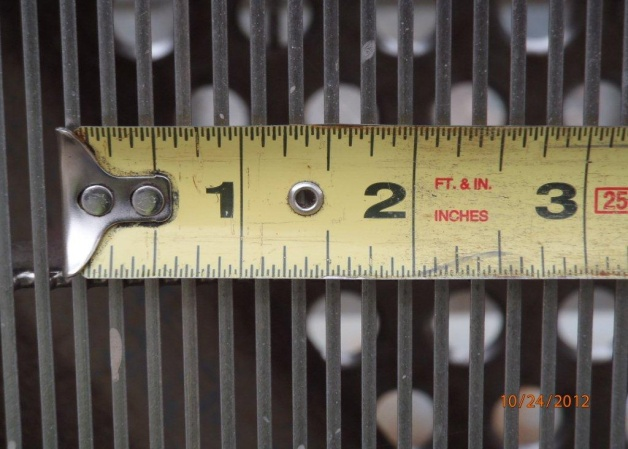 1 2 FT. & IN. 3 25
INCHES
10/24/2012